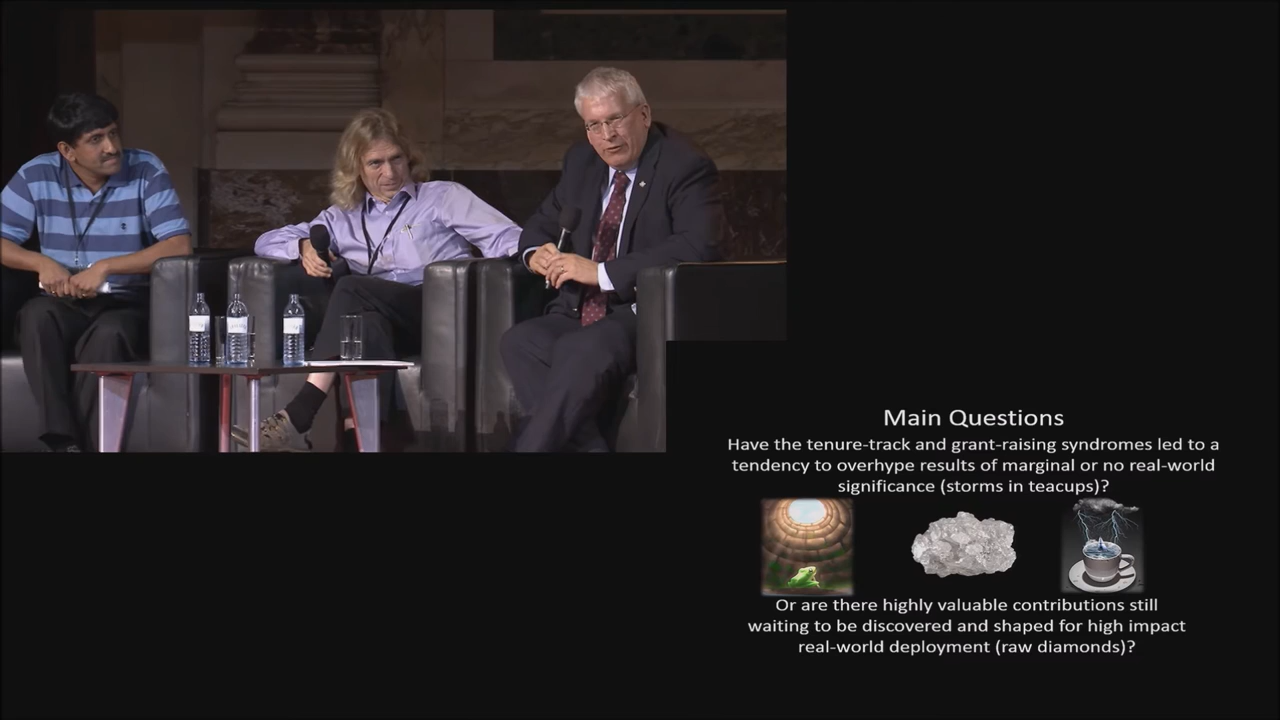 Main Questions
Have the tenure-track and grant-raising syndromes led to a
tendency to overhype results of marginal or no real-world
significance (storms in teacups)?
Or are there highly valuable contributions still
waiting to be discovered and shaped for high impact
real-world deployment (raw diamonds)?